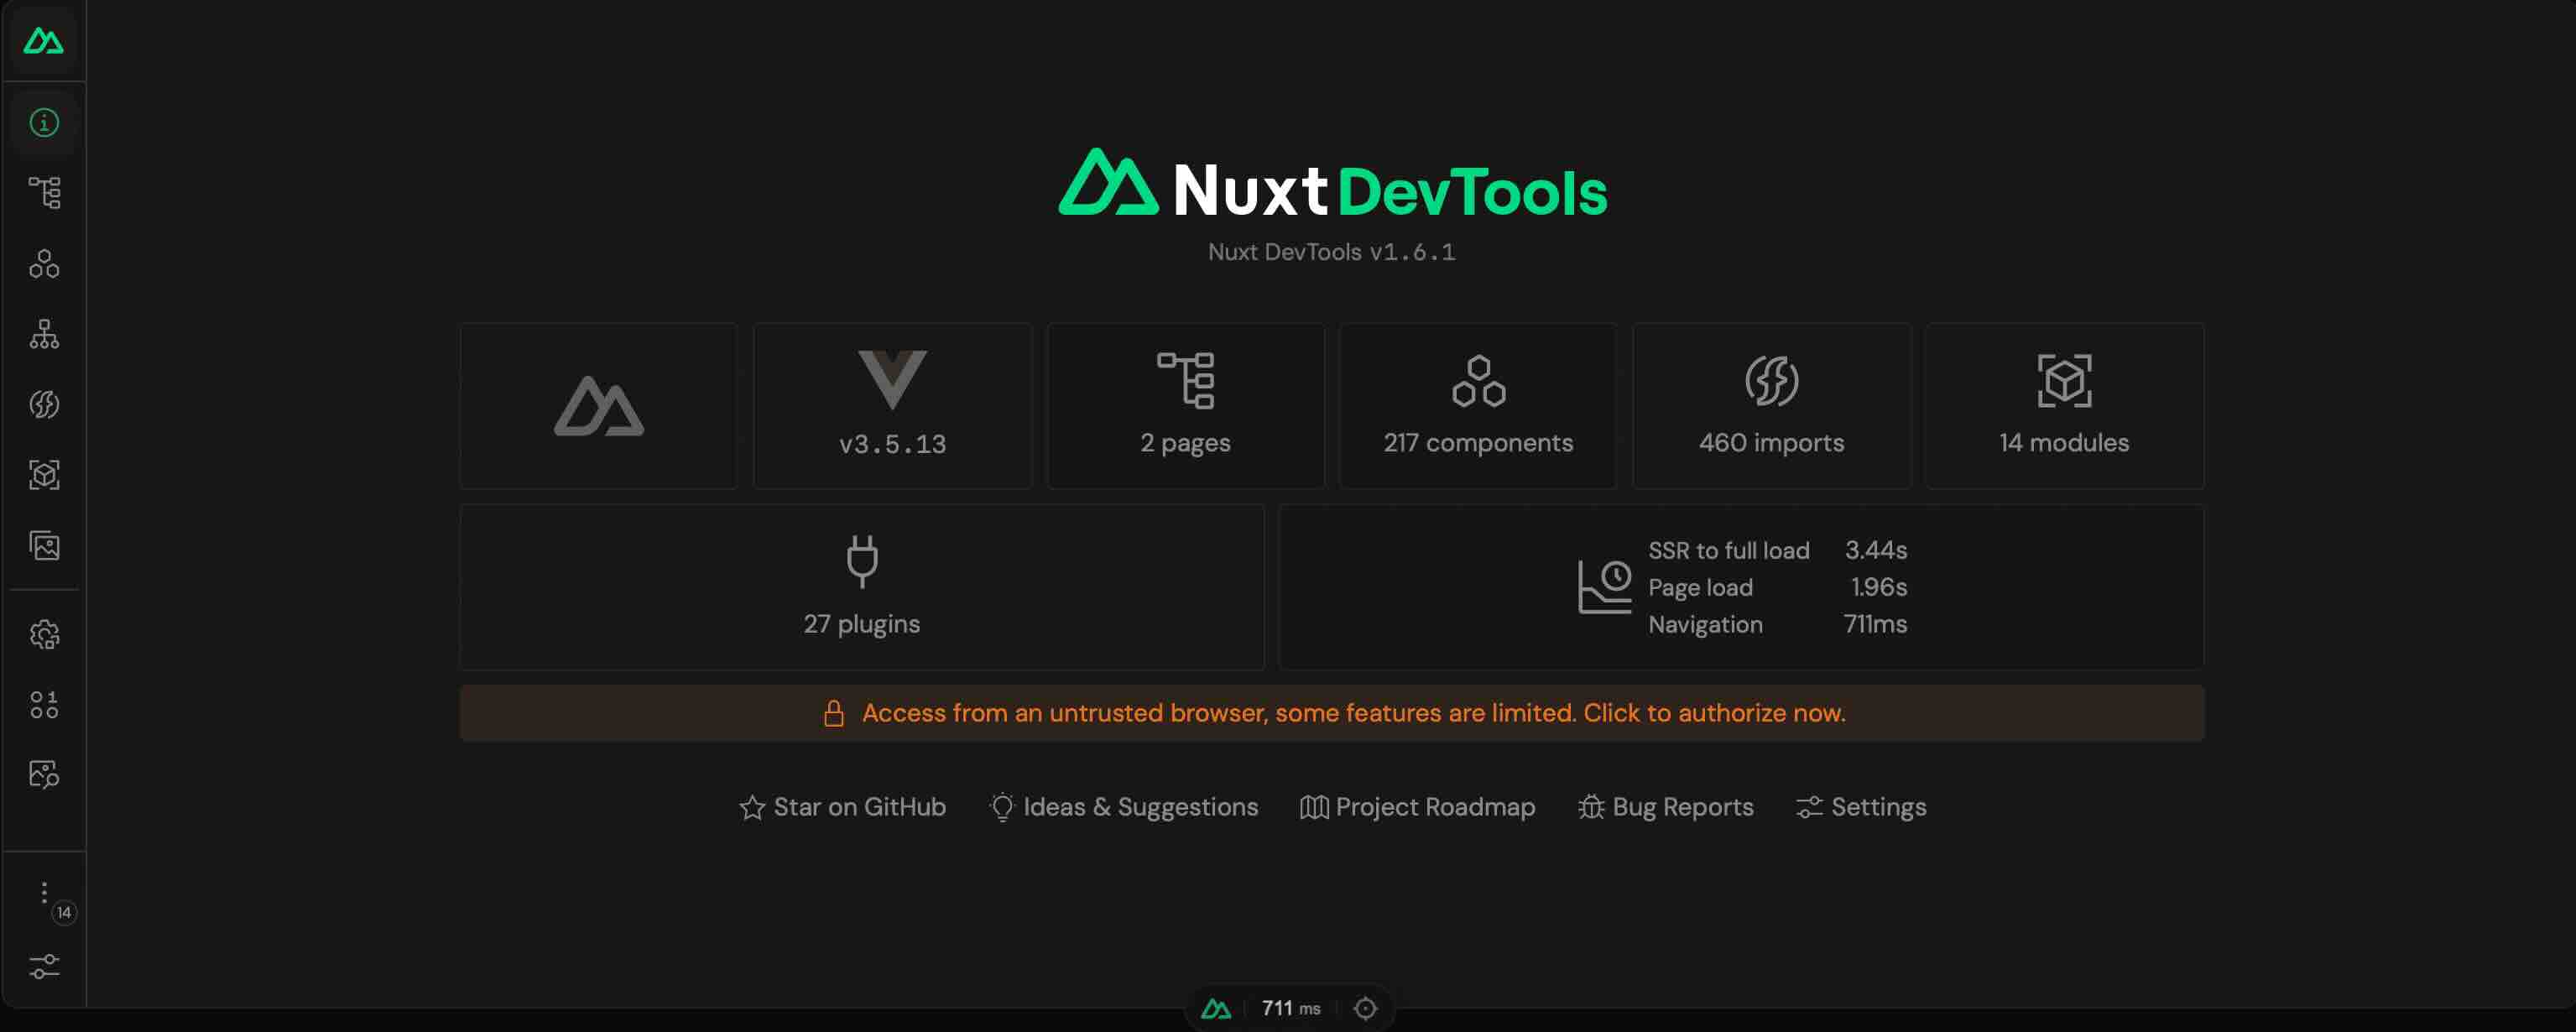 Nuxt DevTools
Nuxt DevTools v1.6.1
v3.5.13
2 pages
217 components
460 imports
14 modules
27 plugins
SSR to full load 3.44s
Page load 1.96s
Navigation 711ms
Access from an untrusted browser, some features are limited. Click to authorize now.
Star on GitHub
Ideas & Suggestions
Project Roadmap
Bug Reports
Settings
14
711 ms